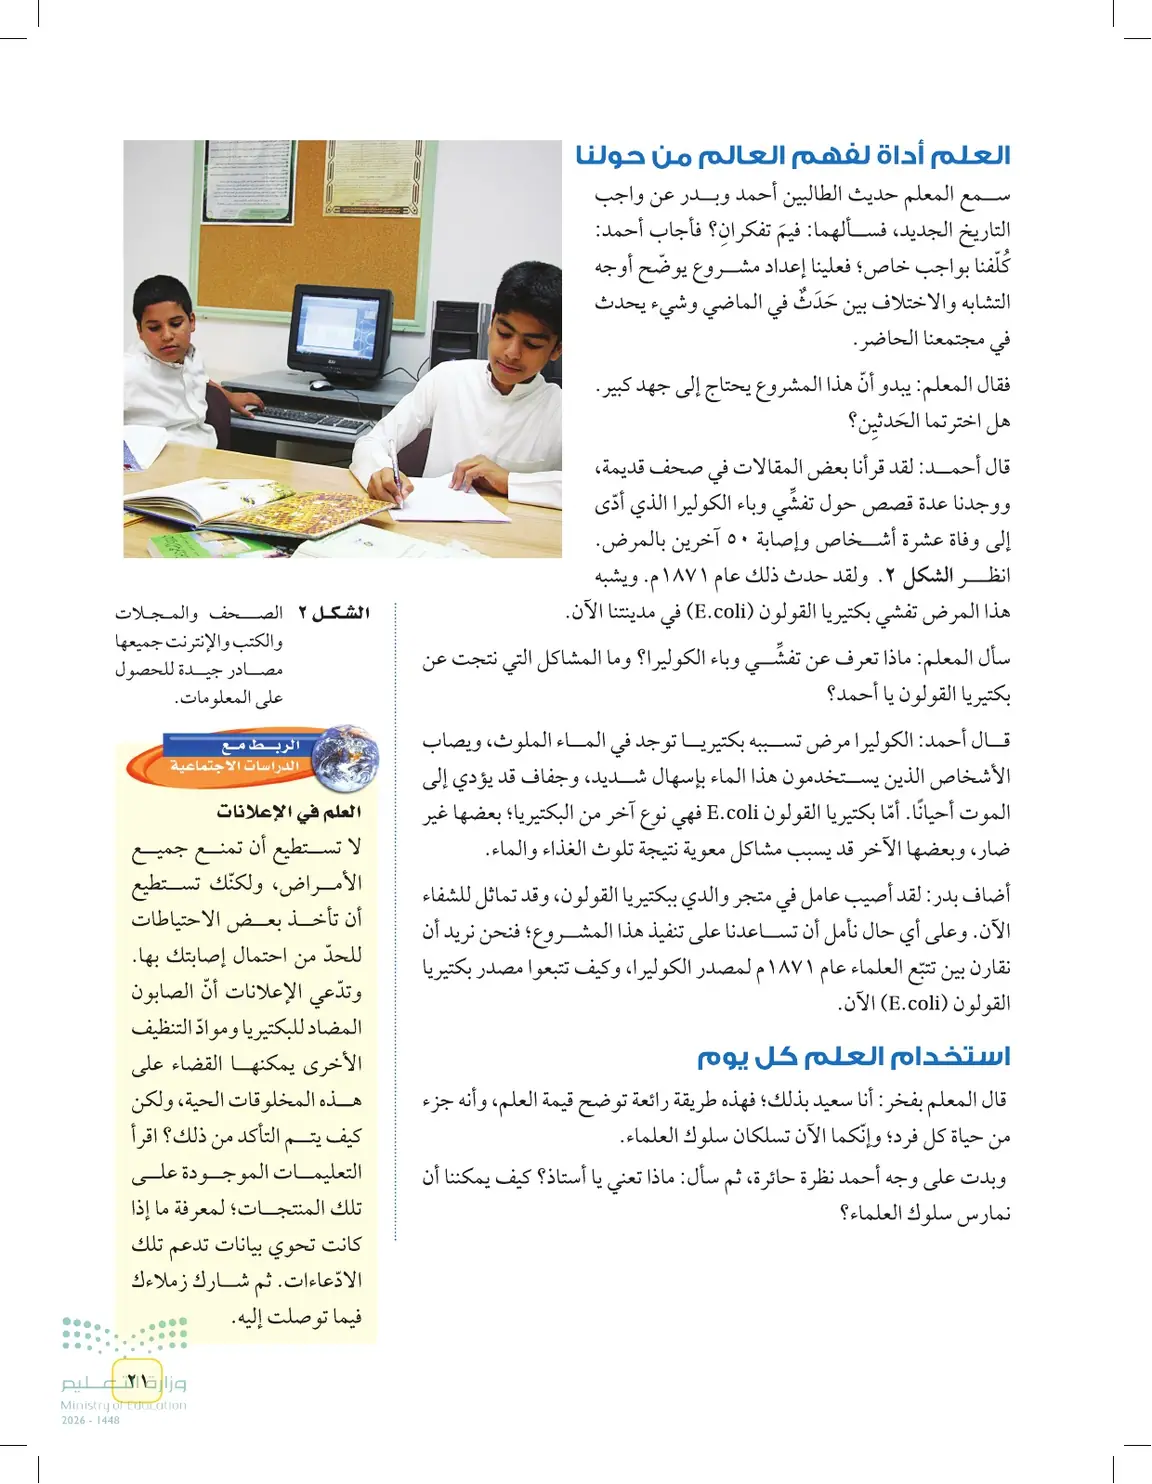 العلم أداة لفهم العالم من حولنا
سمع المعلم حديث الطالبين أحمد وبدر عن واجب
التاريخ الجديد، فسألهما: فيمَ تفكرانِ؟ فأجاب أحمد:
كُلّفنا بواجب خاص؛ فعلينا إعداد مشروع يوضّح أوجه
التشابه والاختلاف بين حَدَثٌ في الماضي وشيء يحدث
في مجتمعنا الحاضر.
فقال المعلم: يبدو أنّ هذا المشروع يحتاج إلى جهد كبير.
هل اخترتما الحَدثيِن؟
قال أحمد: لقد قرأنا بعض المقالات في صحف قديمة،
ووجدنا عدة قصص حول تفشِّي وباء الكوليرا الذي أدّى
إلى وفاة عشرة أشخاص وإصابة ٥٠ آخرين بالمرض.
انظر الشكل ٢. ولقد حدث ذلك عام ١٨٧١م. ويشبه
هذا المرض تفشي بكتيريا القولون (E.coli) في مدينتنا الآن.
سأل المعلم: ماذا تعرف عن تفشِّي وباء الكوليرا؟ وما المشاكل التي نتجت عن
بكتيريا القولون يا أحمد؟
قال أحمد: الكوليرا مرض تسببه بكتيريا توجد في الماء الملوث، ويصاب
الأشخاص الذين يستخدمون هذا الماء بإسهال شديد، وجفاف قد يؤدي إلى
الموت أحيانًا. أمّا بكتيريا القولون E.coli فهي نوع آخر من البكتيريا؛ بعضها غير
ضار، وبعضها الآخر قد يسبب مشاكل معوية نتيجة تلوث الغذاء والماء.
أضاف بدر: لقد أصيب عامل في متجر والدي ببكتيريا القولون، وقد تماثل للشفاء
الآن. وعلى أي حال نأمل أن تساعدنا على تنفيذ هذا المشروع؛ فنحن نريد أن
نقارن بين تتبّع العلماء عام ١٨٧١م لمصدر الكوليرا، وكيف تتبعوا مصدر بكتيريا
القولون (E.coli) الآن.
استخدام العلم كل يوم
قال المعلم بفخر: أنا سعيد بذلك؛ فهذه طريقة رائعة توضح قيمة العلم، وأنه جزء
من حياة كل فرد؛ وإنّكما الآن تسلكان سلوك العلماء.
وبدت على وجه أحمد نظرة حائرة، ثم سأل: ماذا تعني يا أستاذ؟ كيف يمكننا أن
نمارس سلوك العلماء؟
الشكل ٢ الصحف والمجلات
والكتب والإنترنت جميعها
مصادر جيدة للحصول
على المعلومات.
الربط مع
الدراسات الاجتماعية
العلم في الإعلانات
لا تستطيع أن تمنع جميع
الأمراض، ولكنّك تستطيع
أن تأخذ بعض الاحتياطات
للحدّ من احتمال إصابتك بها.
وتدّعي الإعلانات أنّ الصابون
المضاد للبكتيريا وموادّ التنظيف
الأخرى يمكنها القضاء على
هذه المخلوقات الحية، ولكن
كيف يتم التأكد من ذلك؟ اقرأ
التعليمات الموجودة على
تلك المنتجات؛ لمعرفة ما إذا
كانت تحوي بيانات تدعم تلك
الادّعاءات. ثم شارك زملاءك
فيما توصلت إليه.
وزارة التعليم
٢١
Ministry of Education
2026 - 1448